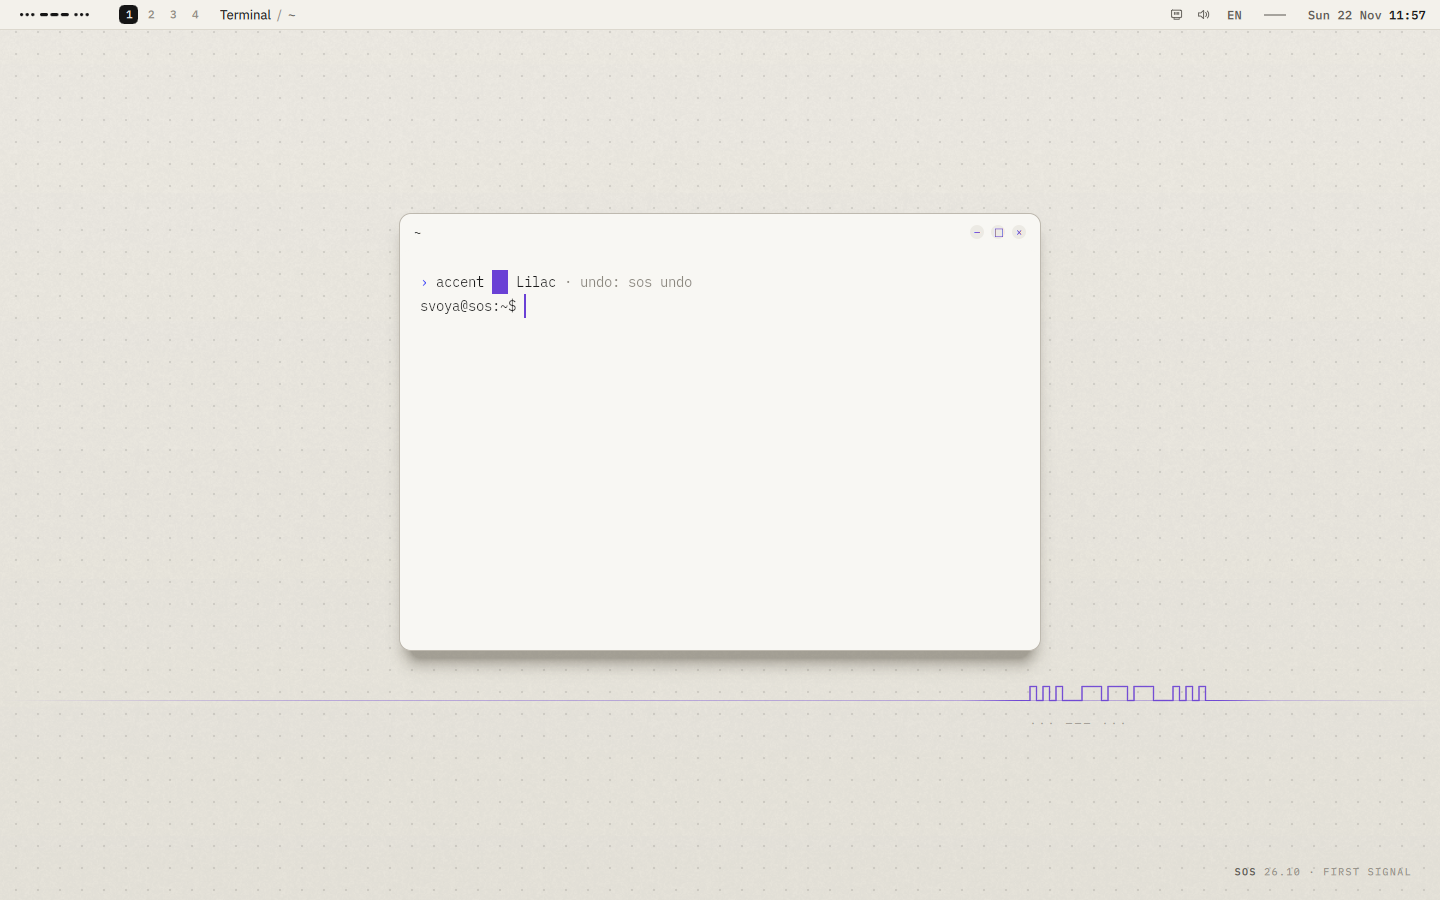 1 2 3 4 Terminal / ~
EN Sun 22 Nov 11:57
~
› accent Lilac · undo: sos undo
svoya@sos:~$
··· ——— ···
SOS 26.10 · FIRST SIGNAL